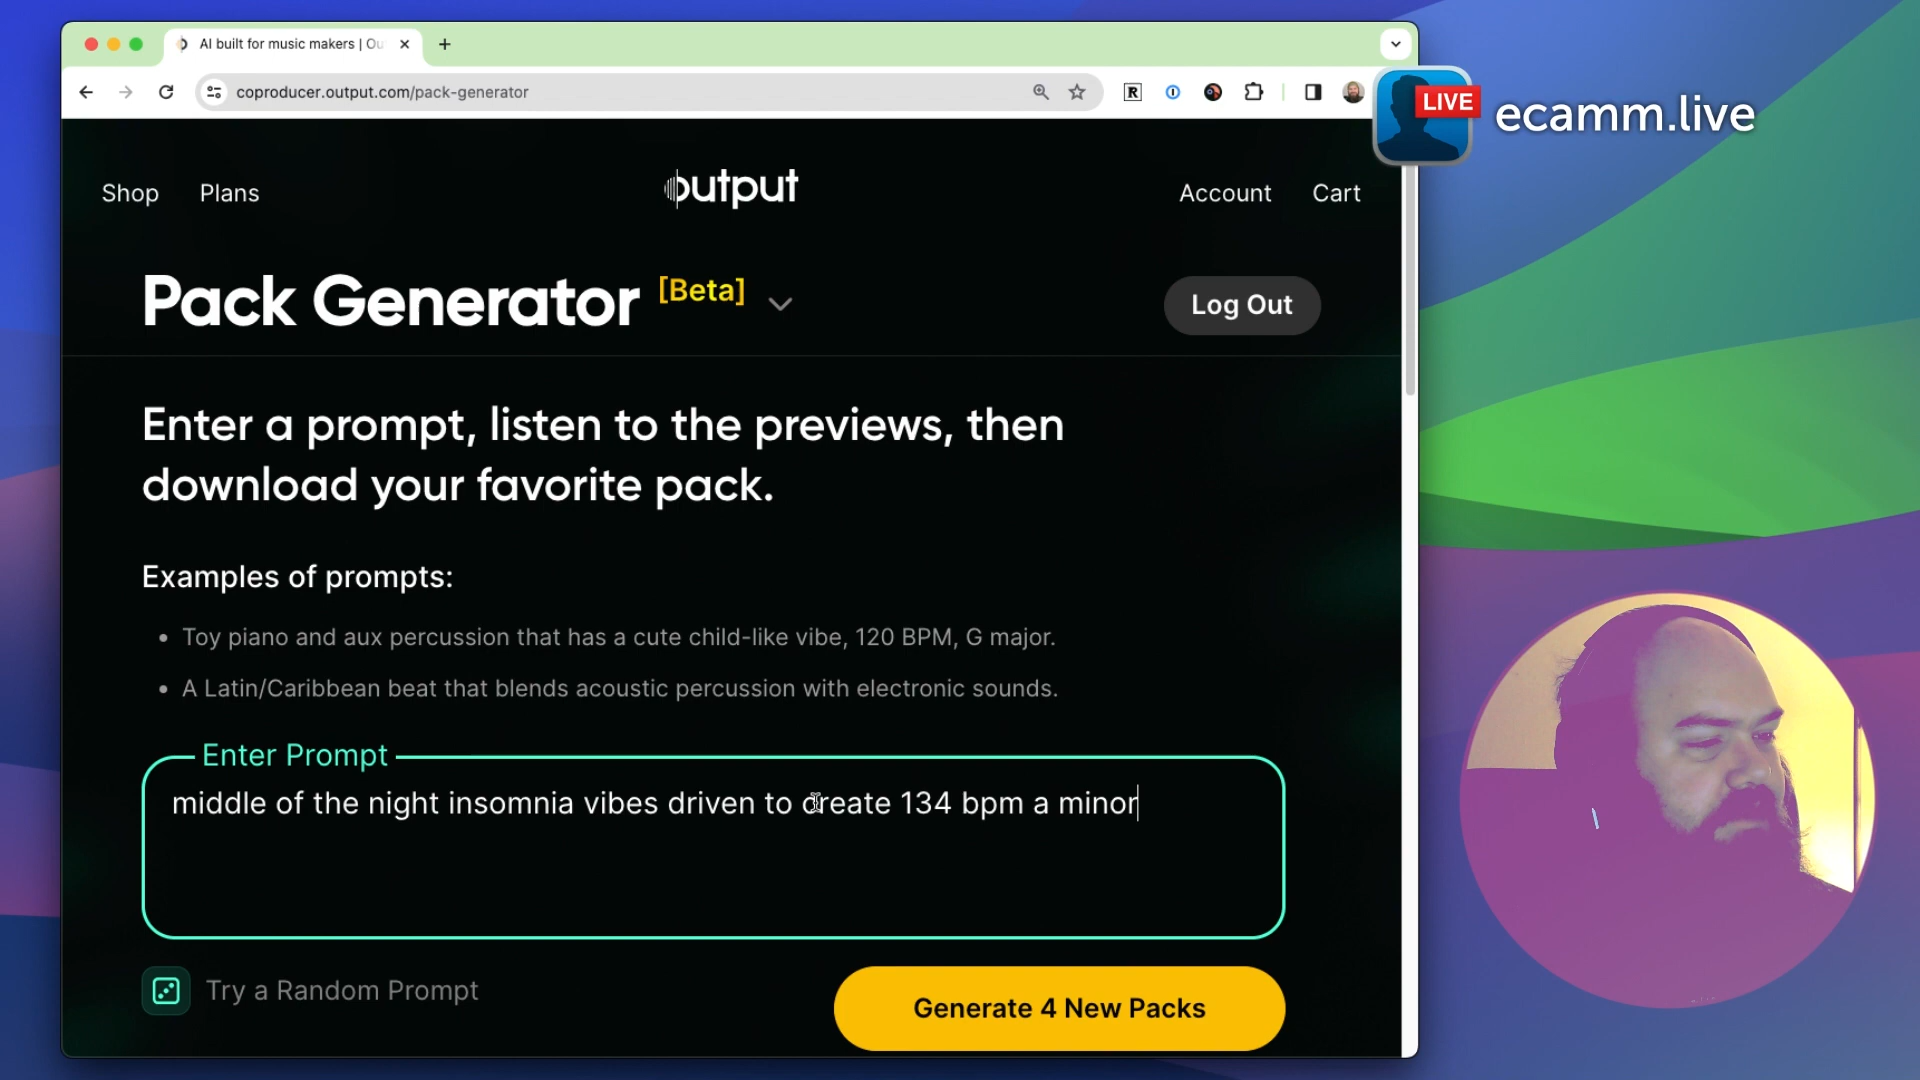 AI built for music makers | Ou
coproducer.output.com/pack-generator
R
LIVE
ecamm.live
Shop
Plans
output
Account
Cart
Pack Generator [Beta]
Log Out
Enter a prompt, listen to the previews, then
download your favorite pack.
Examples of prompts:
• Toy piano and aux percussion that has a cute child-like vibe, 120 BPM, G major.
• A Latin/Caribbean beat that blends acoustic percussion with electronic sounds.
Enter Prompt
middle of the night insomnia vibes driven to create 134 bpm a minor
Try a Random Prompt
Generate 4 New Packs